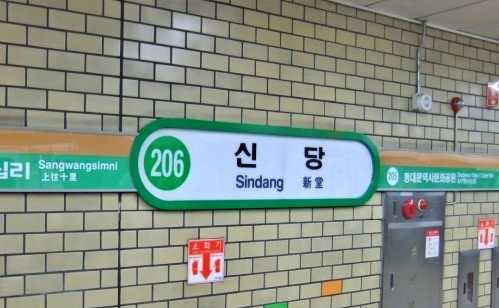 십리
Sangwangsimni
上往十里
206
신 당
Sindang 新堂
205
동대문역사문화공원
소화기